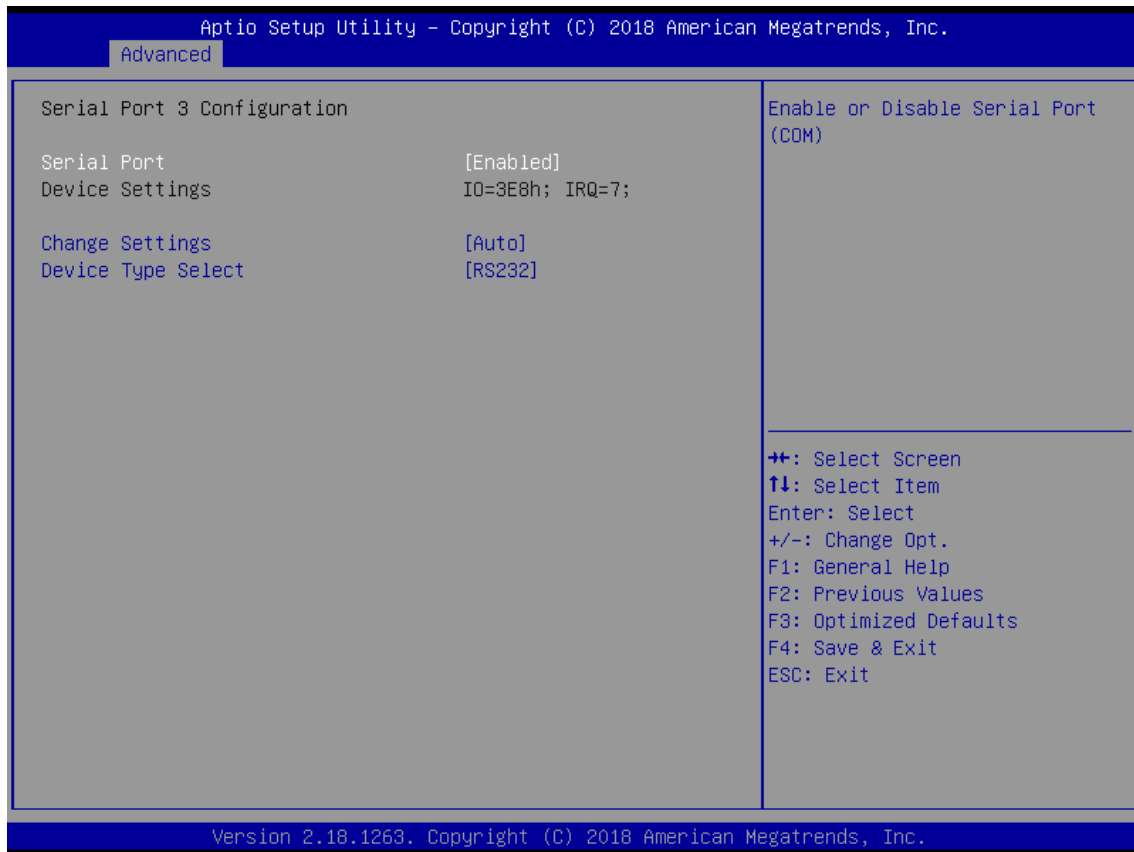 Aptio Setup Utility – Copyright (C) 2018 American Megatrends, Inc.
Advanced
Serial Port 3 Configuration
Serial Port [Enabled]
Device Settings IO=3E8h; IRQ=7;
Change Settings [Auto]
Device Type Select [RS232]
Enable or Disable Serial Port
(COM)
→←: Select Screen
↑↓: Select Item
Enter: Select
+/-: Change Opt.
F1: General Help
F2: Previous Values
F3: Optimized Defaults
F4: Save & Exit
ESC: Exit
Version 2.18.1263. Copyright (C) 2018 American Megatrends, Inc.